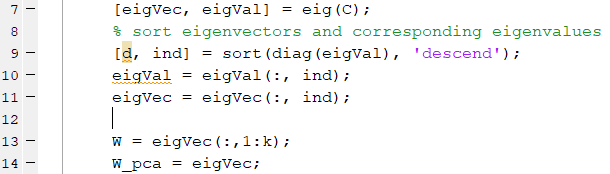 7 - [eigVec, eigVal] = eig(C);
8 % sort eigenvectors and corresponding eigenvalues
9 - [d, ind] = sort(diag(eigVal), 'descend');
10 - eigVal = eigVal(:, ind);
11 - eigVec = eigVec(:, ind);
12
13 - W = eigVec(:,1:k);
14 - W_pca = eigVec;